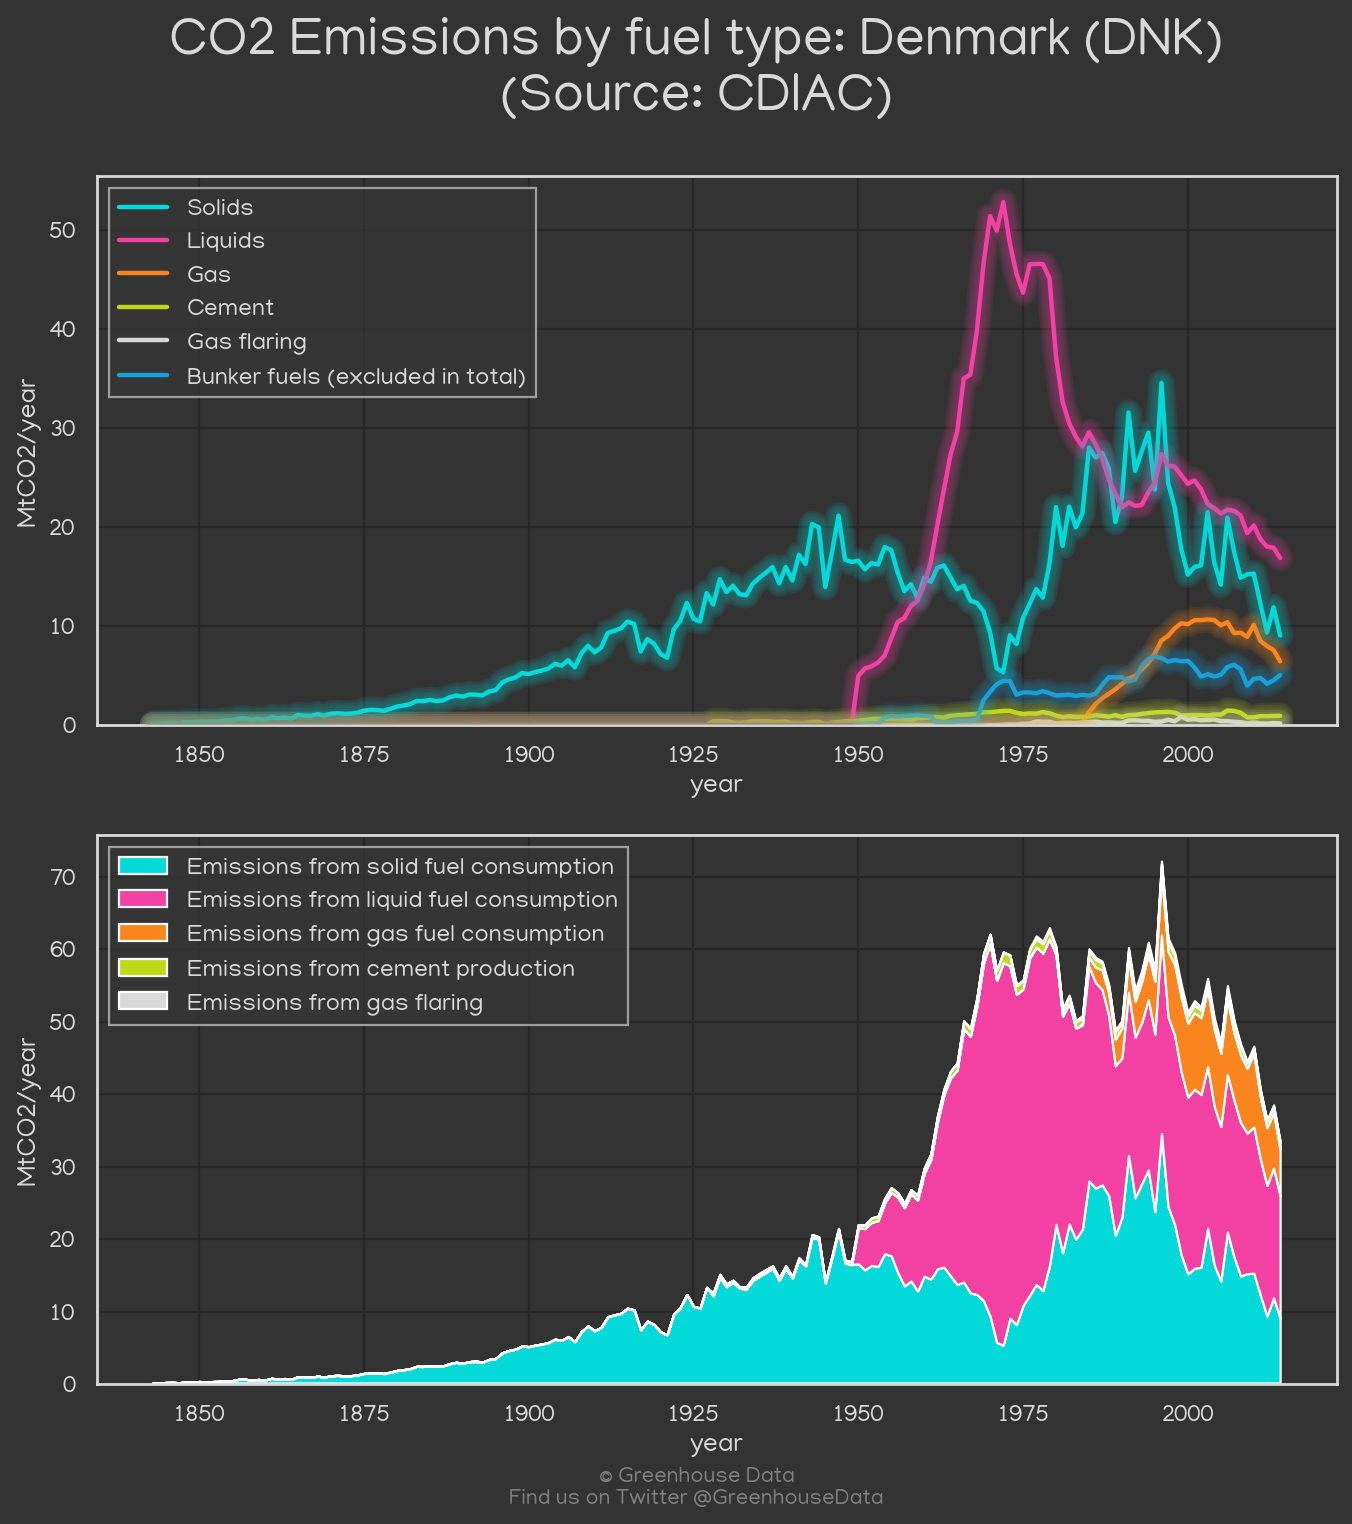 CO2 Emissions by fuel type: Denmark (DNK)
(Source: CDIAC)
Solids
Liquids
Gas
Cement
Gas flaring
Bunker fuels (excluded in total)
MtCO2/year
50
40
30
20
10
0
1850 1875 1900 1925 1950 1975 2000
year
Emissions from solid fuel consumption
Emissions from liquid fuel consumption
Emissions from gas fuel consumption
Emissions from cement production
Emissions from gas flaring
MtCO2/year
70
60
50
40
30
20
10
0
1850 1875 1900 1925 1950 1975 2000
year
© Greenhouse Data
Find us on Twitter @GreenhouseData